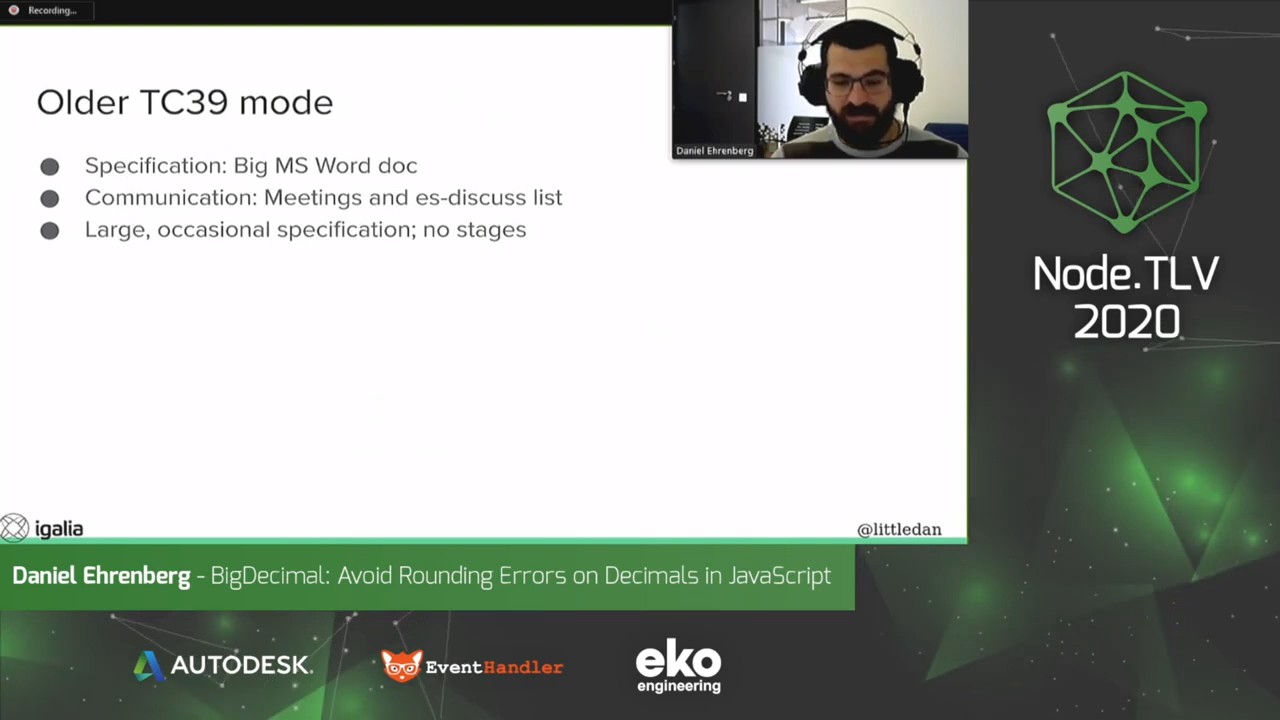 Recording...
Older TC39 mode
Specification: Big MS Word doc
Communication: Meetings and es-discuss list
Large, occasional specification; no stages
Daniel Ehrenberg
igalia
@littledan
Node.TLV
2020
Daniel Ehrenberg - BigDecimal: Avoid Rounding Errors on Decimals in JavaScript
AUTODESK.
EventHandler
eko
engineering